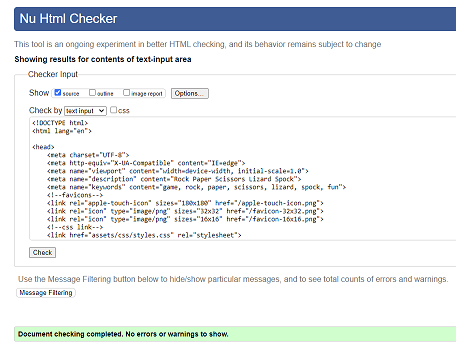 Nu Html Checker
This tool is an ongoing experiment in better HTML checking, and its behavior remains subject to change
Showing results for contents of text-input area
Checker Input
Show source outline image report Options...
Check by text input css
<!DOCTYPE html>
<html lang="en">
<head>
<meta charset="UTF-8">
<meta http-equiv="X-UA-Compatible" content="IE=edge">
<meta name="viewport" content="width=device-width, initial-scale=1.0">
<meta name="description" content="Rock Paper Scissors Lizard Spock">
<meta name="keywords" content="game, rock, paper, scissors, lizard, spock, fun">
<!--favicons-->
<link rel="apple-touch-icon" sizes="180x180" href="/apple-touch-icon.png">
<link rel="icon" type="image/png" sizes="32x32" href="/favicon-32x32.png">
<link rel="icon" type="image/png" sizes="16x16" href="/favicon-16x16.png">
<!--css link-->
<link href="assets/css/styles.css" rel="stylesheet">
Check
Use the Message Filtering button below to hide/show particular messages, and to see total counts of errors and warnings.
Message Filtering
Document checking completed. No errors or warnings to show.